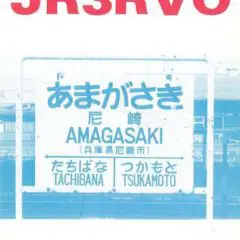 JR3RVU
あまがさき
尼崎
AMAGASAKI
(兵庫県尼崎市)
たちばな つかもと
TACHIBANA TSUKAMOTO